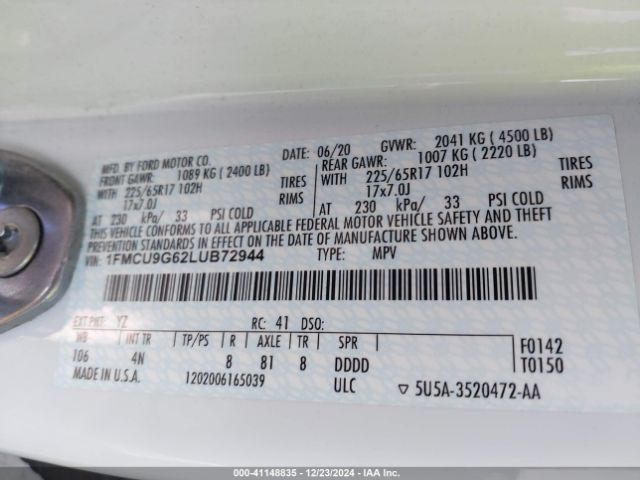 MFD. BY FORD MOTOR CO.
DATE: 06/20 GVWR: 2041 KG ( 4500 LB)
FRONT GAWR: 1089 KG ( 2400 LB) REAR GAWR: 1007 KG ( 2220 LB)
WITH 225/65R17 102H TIRES WITH 225/65R17 102H TIRES
17x7.0J RIMS 17x7.0J RIMS
AT 230 kPa/ 33 PSI COLD AT 230 kPa/ 33 PSI COLD
THIS VEHICLE CONFORMS TO ALL APPLICABLE FEDERAL MOTOR VEHICLE SAFETY AND THEFT
PREVENTION STANDARDS IN EFFECT ON THE DATE OF MANUFACTURE SHOWN ABOVE.
VIN: 1FMCU9G62LUB72944 TYPE: MPV
EXT PNT: YZ RC: 41 DSO:
WB INT TR TP/PS R AXLE TR SPR
106 4N 8 81 8 DDDD F0142
T0150
MADE IN U.S.A. 1202006165039 ULC ▽ 5U5A-3520472-AA
000-41148835 - 12/23/2024 - IAA, Inc.